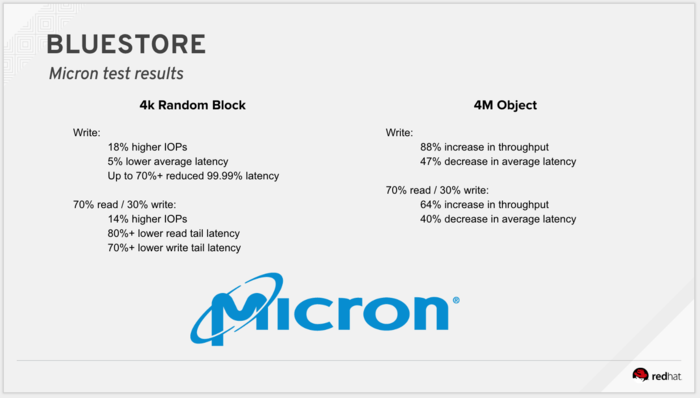 BLUESTORE
Micron test results
4k Random Block
Write:
18% higher IOPs
5% lower average latency
Up to 70%+ reduced 99.99% latency
70% read / 30% write:
14% higher IOPs
80%+ lower read tail latency
70%+ lower write tail latency
4M Object
Write:
88% increase in throughput
47% decrease in average latency
70% read / 30% write:
64% increase in throughput
40% decrease in average latency
Micron®
redhat.